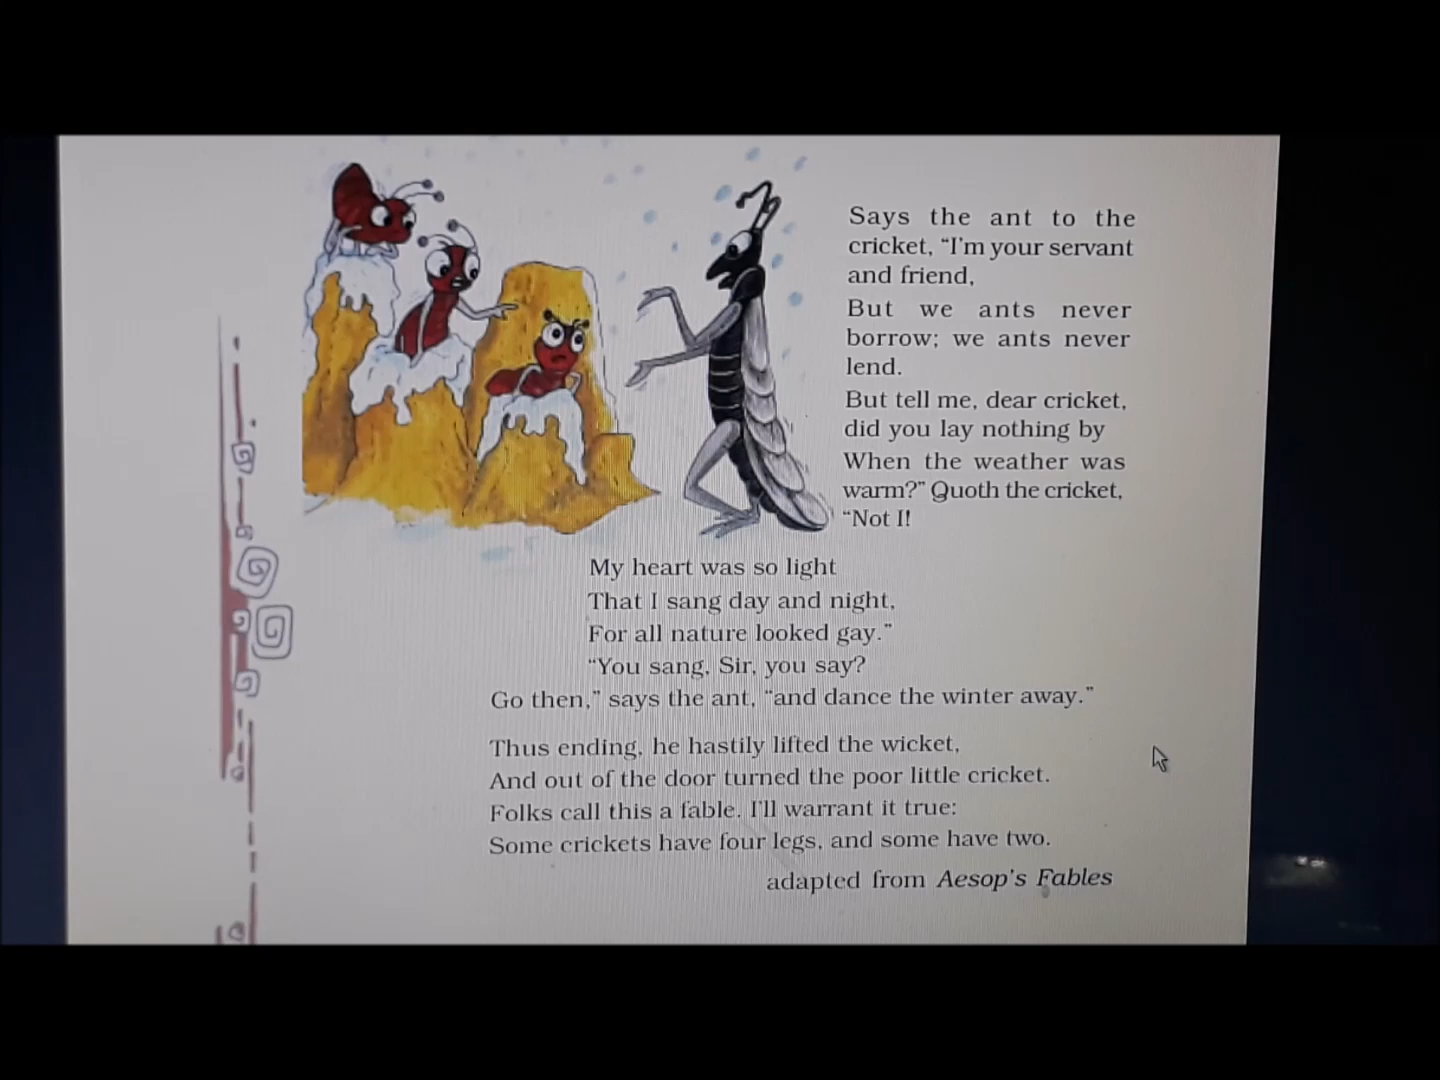 Says the ant to the
cricket, “I'm your servant
and friend,
But we ants never
borrow; we ants never
lend.
But tell me, dear cricket,
did you lay nothing by
When the weather was
warm?” Quoth the cricket,
“Not I!
My heart was so light
That I sang day and night,
For all nature looked gay.”
“You sang, Sir, you say?
Go then,” says the ant, “and dance the winter away.”
Thus ending, he hastily lifted the wicket,
And out of the door turned the poor little cricket.
Folks call this a fable. I'll warrant it true:
Some crickets have four legs, and some have two.
adapted from Aesop's Fables